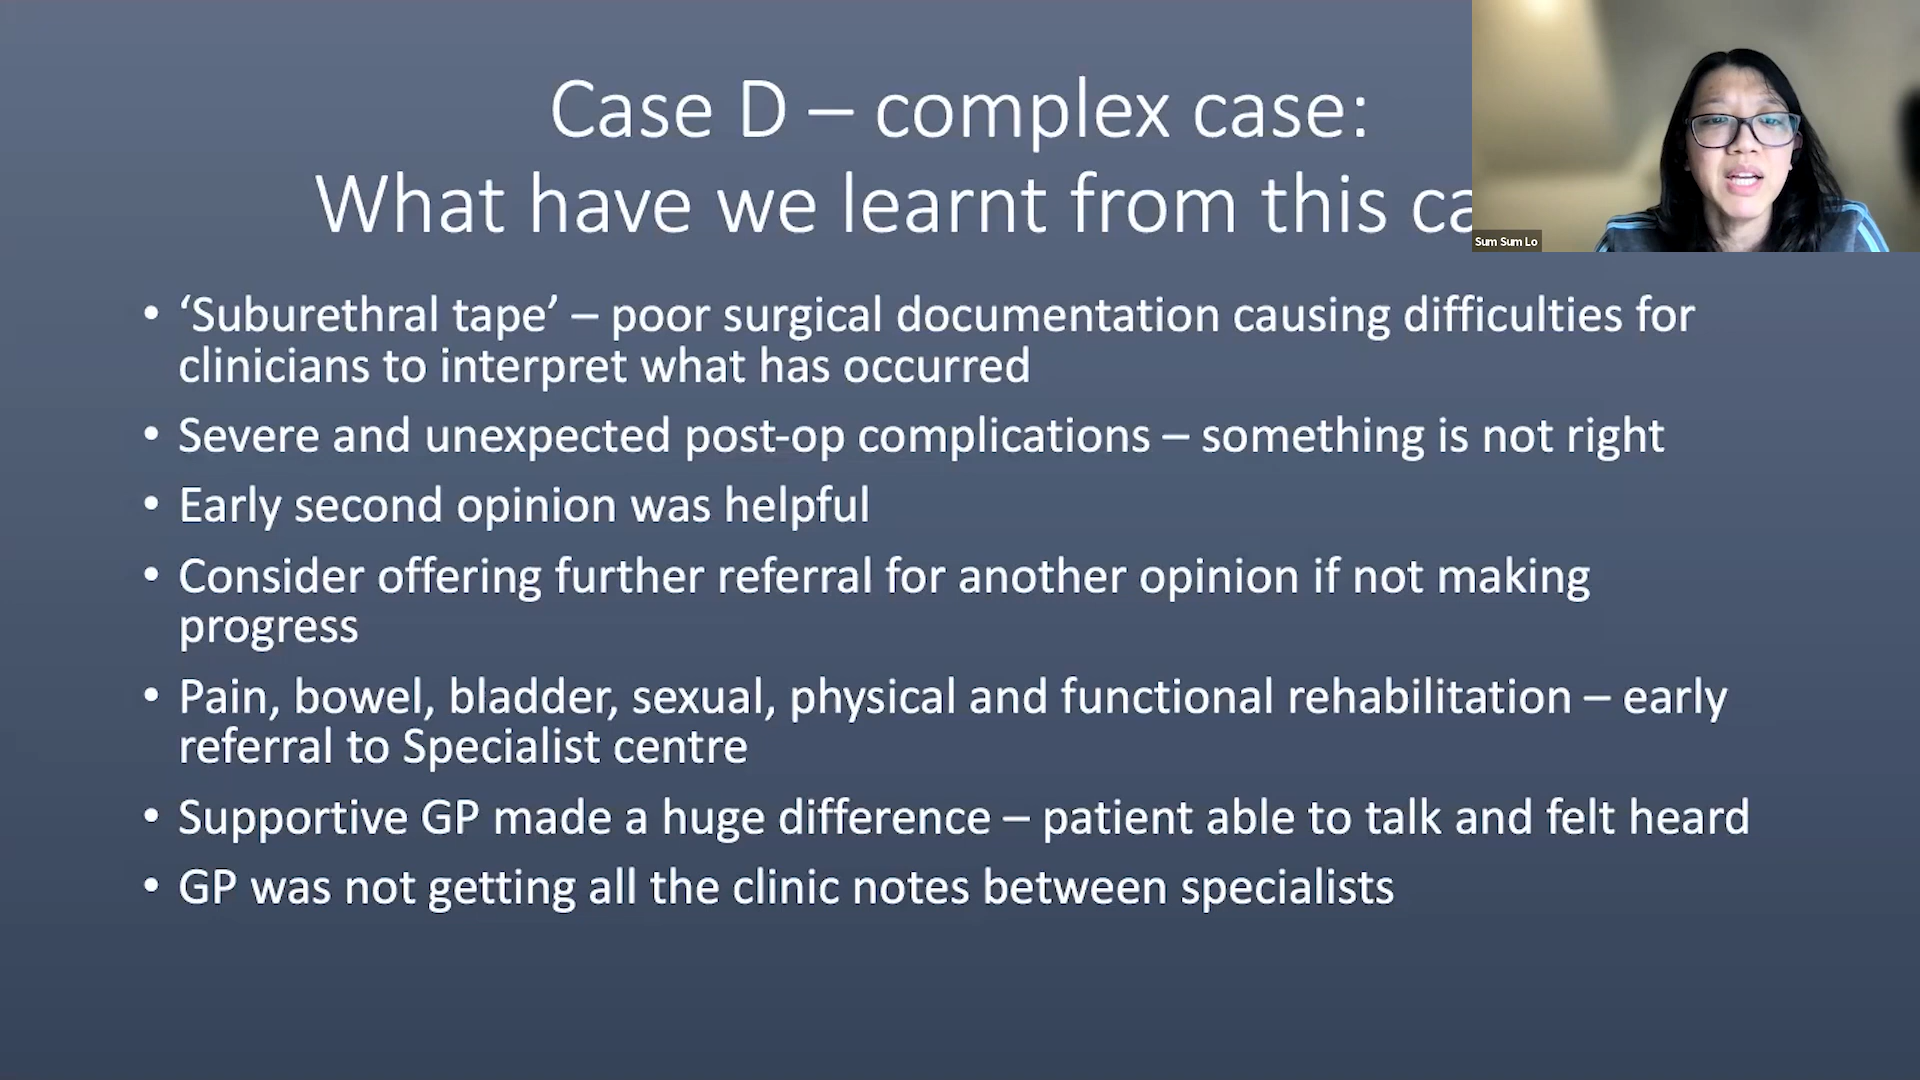 Case D – complex case:
What have we learnt from this ca
Sum Sum Lo
• ‘Suburethral tape’ – poor surgical documentation causing difficulties for
clinicians to interpret what has occurred
• Severe and unexpected post-op complications – something is not right
• Early second opinion was helpful
• Consider offering further referral for another opinion if not making
progress
• Pain, bowel, bladder, sexual, physical and functional rehabilitation – early
referral to Specialist centre
• Supportive GP made a huge difference – patient able to talk and felt heard
• GP was not getting all the clinic notes between specialists